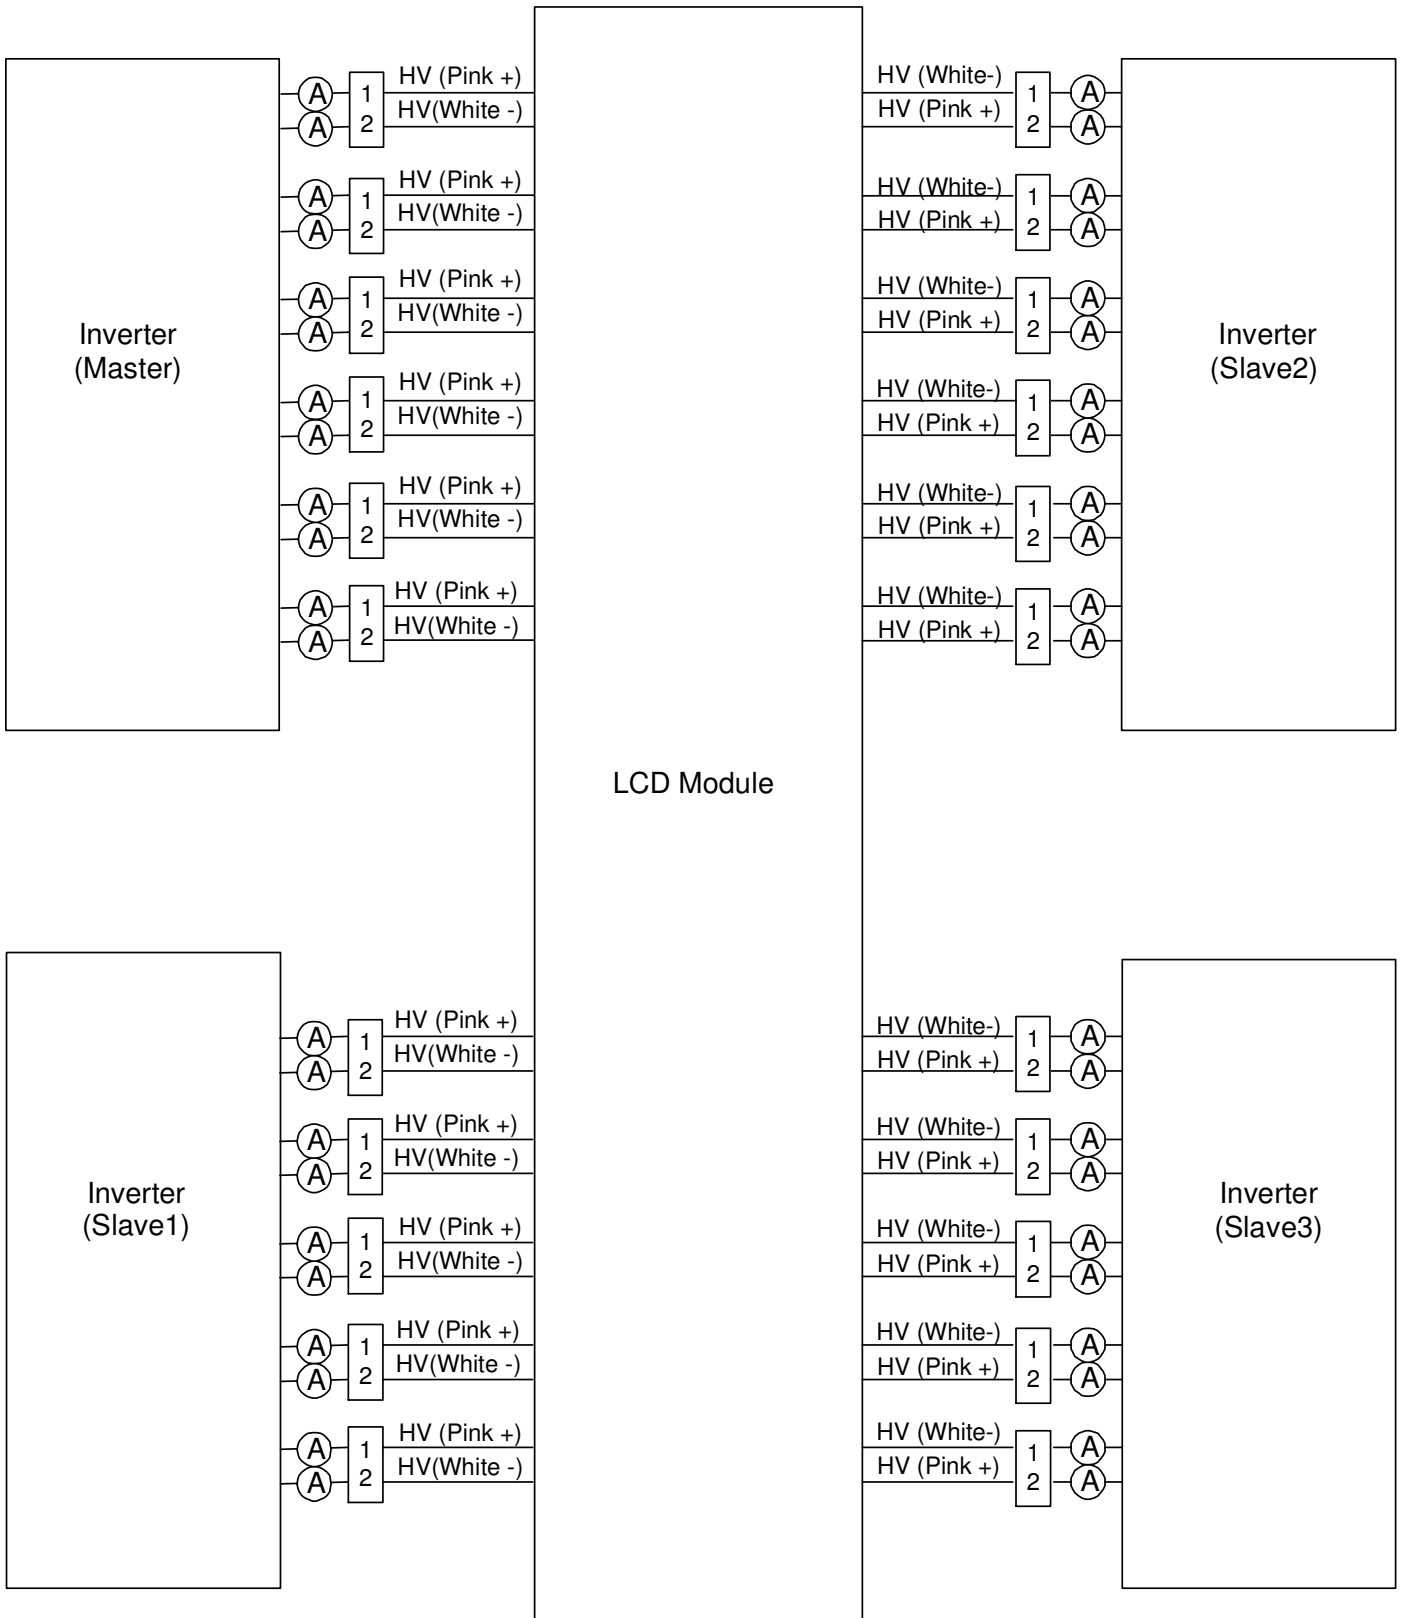 HV (Pink +)
A 1
HV(White -)
A 2
HV (Pink +)
A 1
HV(White -)
A 2
HV (Pink +)
A 1
HV(White -)
A 2
HV (Pink +)
A 1
HV(White -)
A 2
HV (Pink +)
A 1
HV(White -)
A 2
HV (Pink +)
A 1
HV(White -)
A 2
Inverter
(Master)
HV (White-)
1 A
HV (Pink +)
2 A
HV (White-)
1 A
HV (Pink +)
2 A
HV (White-)
1 A
HV (Pink +)
2 A
HV (White-)
1 A
HV (Pink +)
2 A
HV (White-)
1 A
HV (Pink +)
2 A
HV (White-)
1 A
HV (Pink +)
2 A
Inverter
(Slave2)
LCD Module
HV (Pink +)
A 1
HV(White -)
A 2
HV (Pink +)
A 1
HV(White -)
A 2
HV (Pink +)
A 1
HV(White -)
A 2
HV (Pink +)
A 1
HV(White -)
A 2
HV (Pink +)
A 1
HV(White -)
A 2
Inverter
(Slave1)
HV (White-)
1 A
HV (Pink +)
2 A
HV (White-)
1 A
HV (Pink +)
2 A
HV (White-)
1 A
HV (Pink +)
2 A
HV (White-)
1 A
HV (Pink +)
2 A
HV (White-)
1 A
HV (Pink +)
2 A
Inverter
(Slave3)